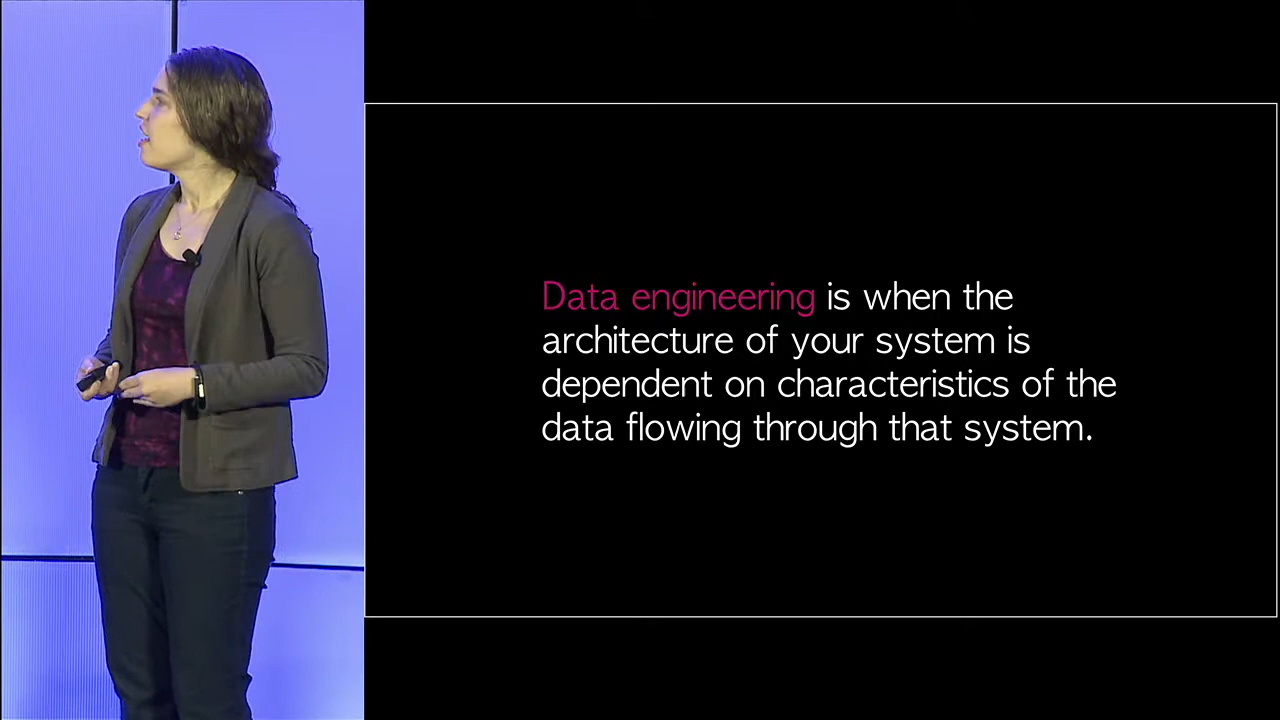 Data engineering is when the
architecture of your system is
dependent on characteristics of the
data flowing through that system.